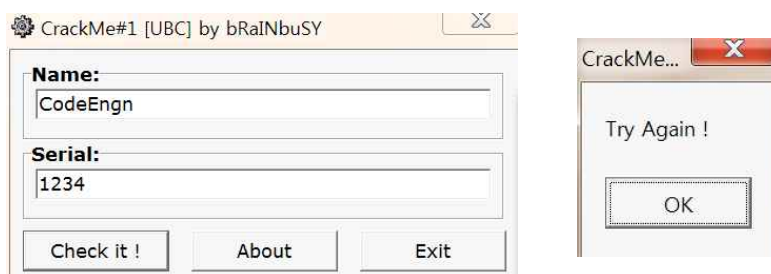 CrackMe#1 [UBC] by bRaINbuSY
Name:
CodeEngn
Serial:
1234
Check it !
About
Exit
CrackMe...
Try Again !
OK